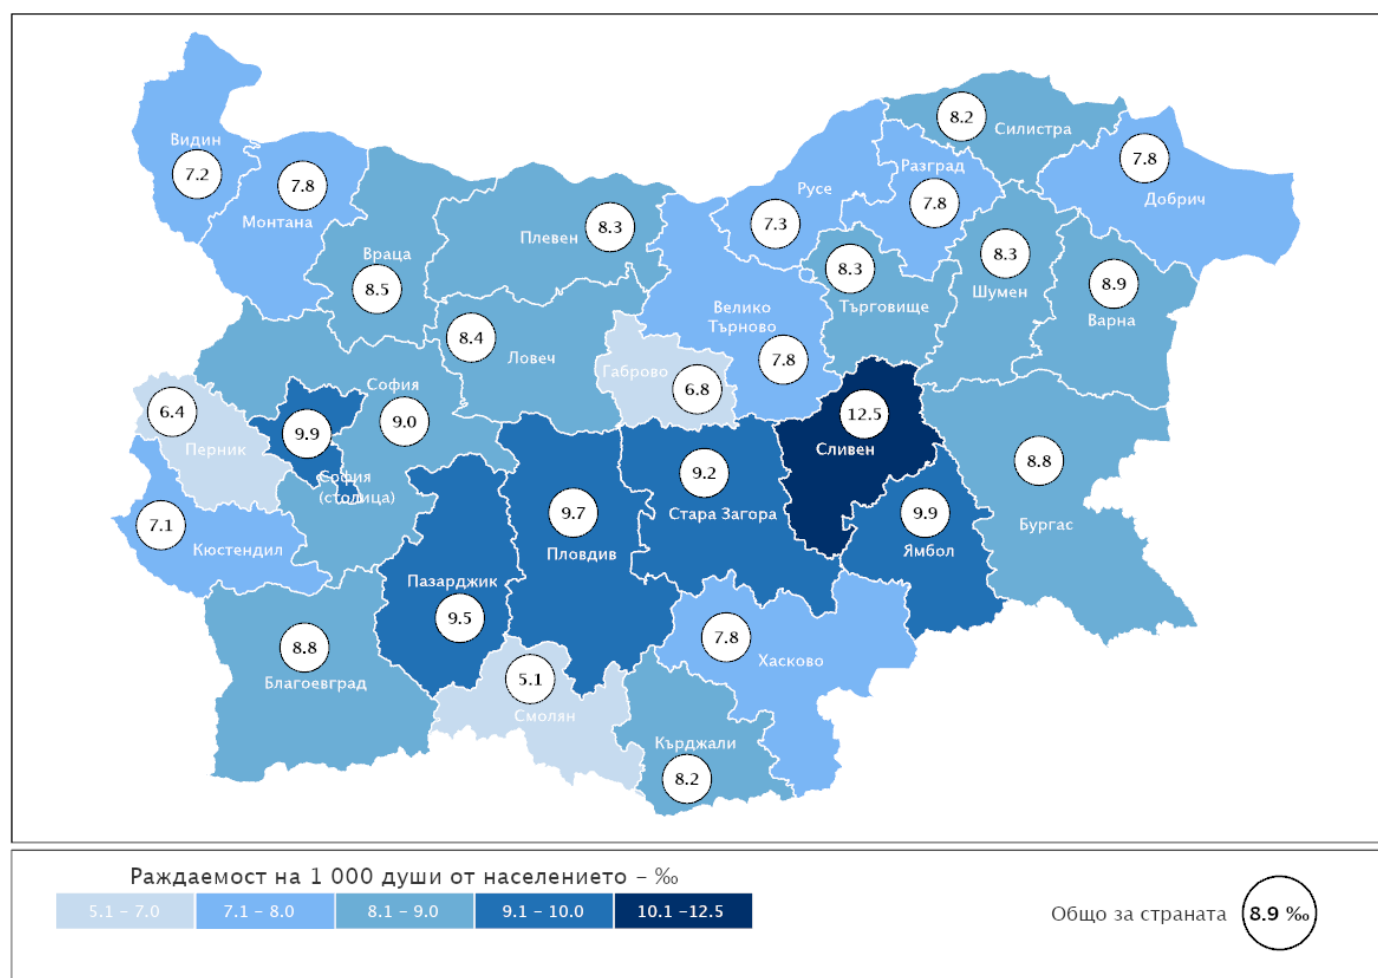 Видин
7.2
7.8
Монтана
Враца
8.5
Плевен
8.3
Русе
7.3
Разград
7.8
8.2
Силистра
7.8
Добрич
8.3
Търговище
8.3
Шумен
8.9
Варна
8.4
Ловеч
Велико
Търново
7.8
Габрово
6.8
6.4
Перник
9.9
София
(столица)
София
9.0
7.1
Кюстендил
Пазарджик
9.5
9.7
Пловдив
9.2
Стара Загора
12.5
Сливен
9.9
Ямбол
8.8
Бургас
8.8
Благоевград
5.1
Смолян
7.8
Хасково
Кърджали
8.2
Раждаемост на 1 000 души от населението – ‰
5.1 – 7.0
7.1 – 8.0
8.1 – 9.0
9.1 – 10.0
10.1 –12.5
Общо за страната
8.9 ‰